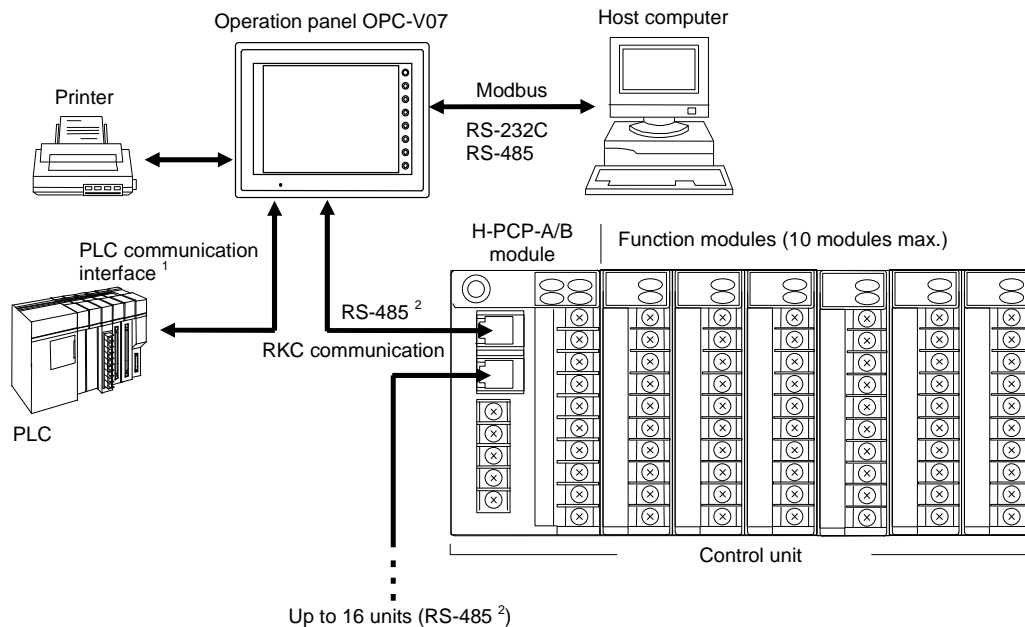 Operation panel OPC-V07
Host computer
Printer
Modbus
RS-232C
RS-485
PLC communication
interface 1
H-PCP-A/B
module
Function modules (10 modules max.)
RS-485 2
RKC communication
PLC
Control unit
Up to 16 units (RS-485 2)